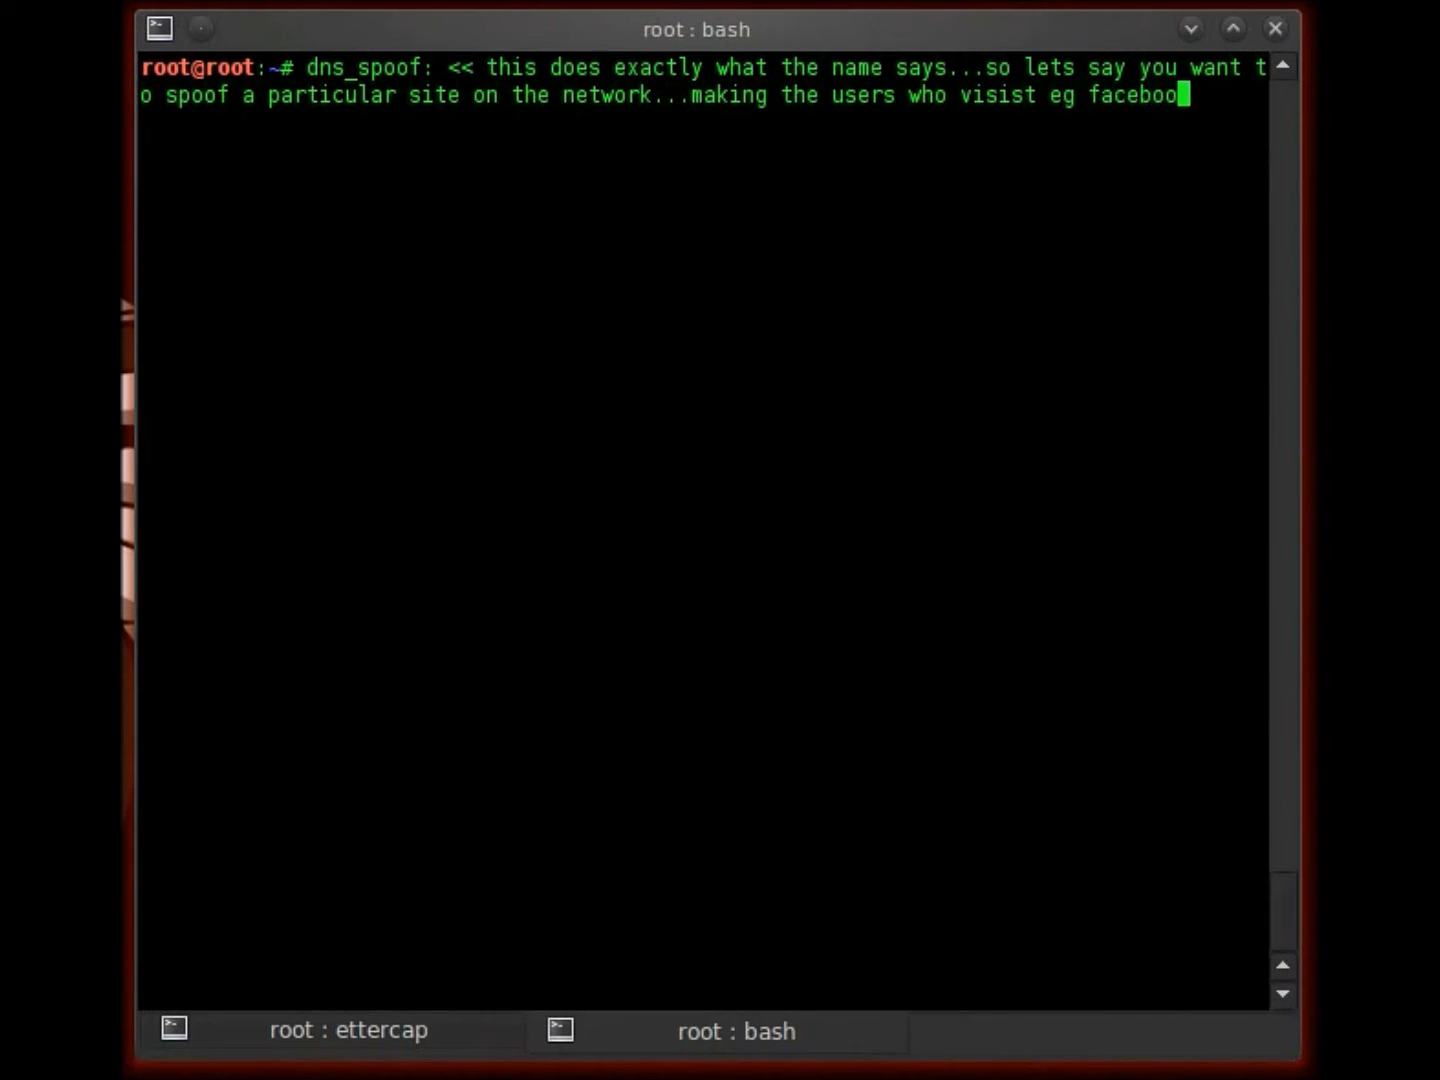 root : bash
root@root:~# dns_spoof: << this does exactly what the name says...so lets say you want t
o spoof a particular site on the network...making the users who visist eg faceboo
root : ettercap
root : bash